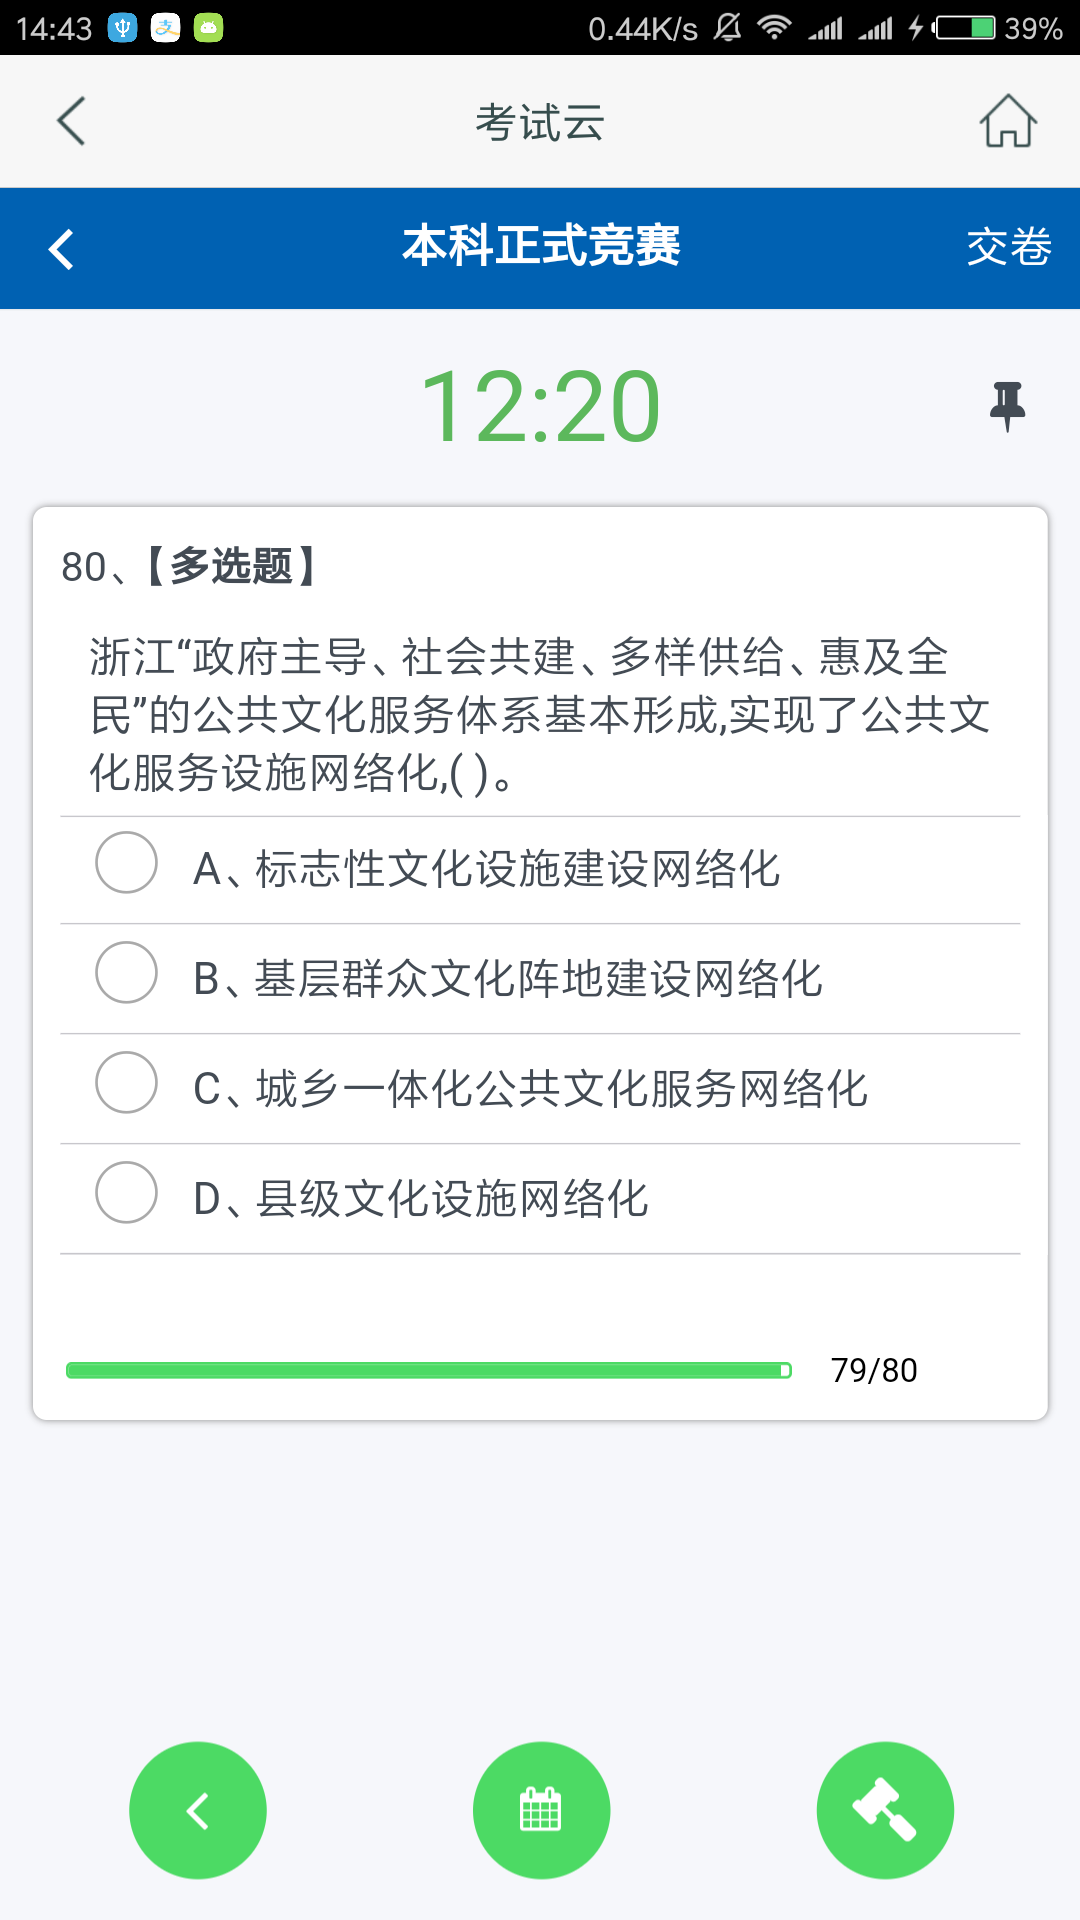 14:43 0.44K/s 39%
考试云
本科正式竞赛 交卷
12:20
80、【多选题】
浙江“政府主导、社会共建、多样供给、惠及全
民”的公共文化服务体系基本形成,实现了公共文
化服务设施网络化,( )。
A、标志性文化设施建设网络化
B、基层群众文化阵地建设网络化
C、城乡一体化公共文化服务网络化
D、县级文化设施网络化
79/80